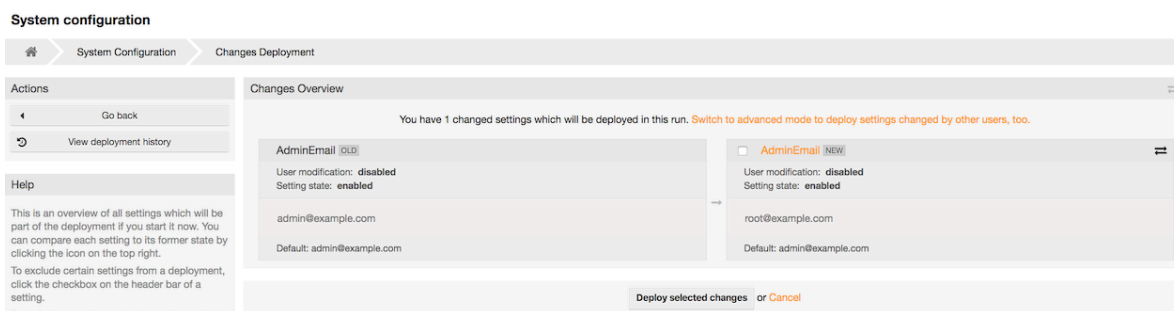 System configuration
System Configuration
Changes Deployment
Actions
Go back
View deployment history
Help
This is an overview of all settings which will be
part of the deployment if you start it now. You
can compare each setting to its former state by
clicking the icon on the top right.
To exclude certain settings from a deployment,
click the checkbox on the header bar of a
setting.
Changes Overview
You have 1 changed settings which will be deployed in this run. Switch to advanced mode to deploy settings changed by other users, too.
AdminEmail OLD
User modification: disabled
Setting state: enabled
admin@example.com
Default: admin@example.com
AdminEmail NEW
User modification: disabled
Setting state: enabled
root@example.com
Default: admin@example.com
Deploy selected changes or Cancel